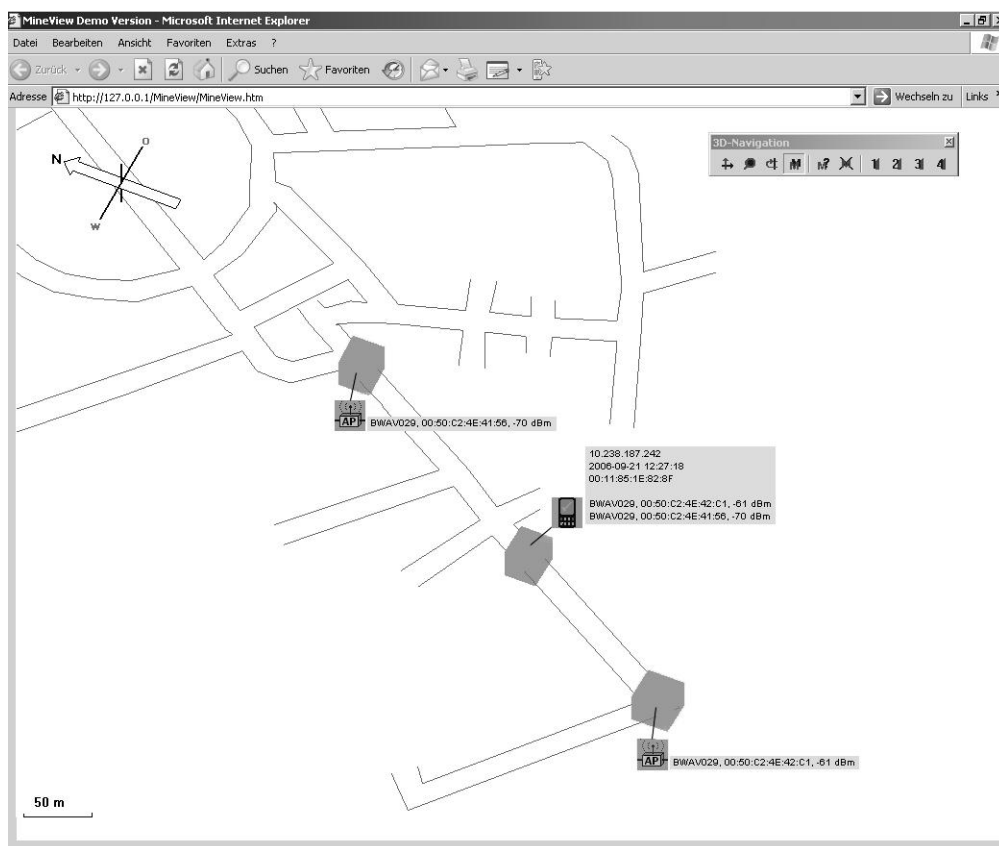 MineView Demo Version - Microsoft Internet Explorer
Datei Bearbeiten Ansicht Favoriten Extras ?
Zurück Suchen Favoriten
Adresse http://127.0.0.1/MineView/MineView.htm Wechseln zu Links
3D-Navigation
M? 1 2 3 4
N
O
W
AP
BWAV029, 00:50:C2:4E:41:56, -70 dBm
10.238.187.242
2006-09-21 12:27:18
00:11:85:1E:82:8F
BWAV029, 00:50:C2:4E:42:C1, -61 dBm
BWAV029, 00:50:C2:4E:41:56, -70 dBm
AP
BWAV029, 00:50:C2:4E:42:C1, -61 dBm
50 m